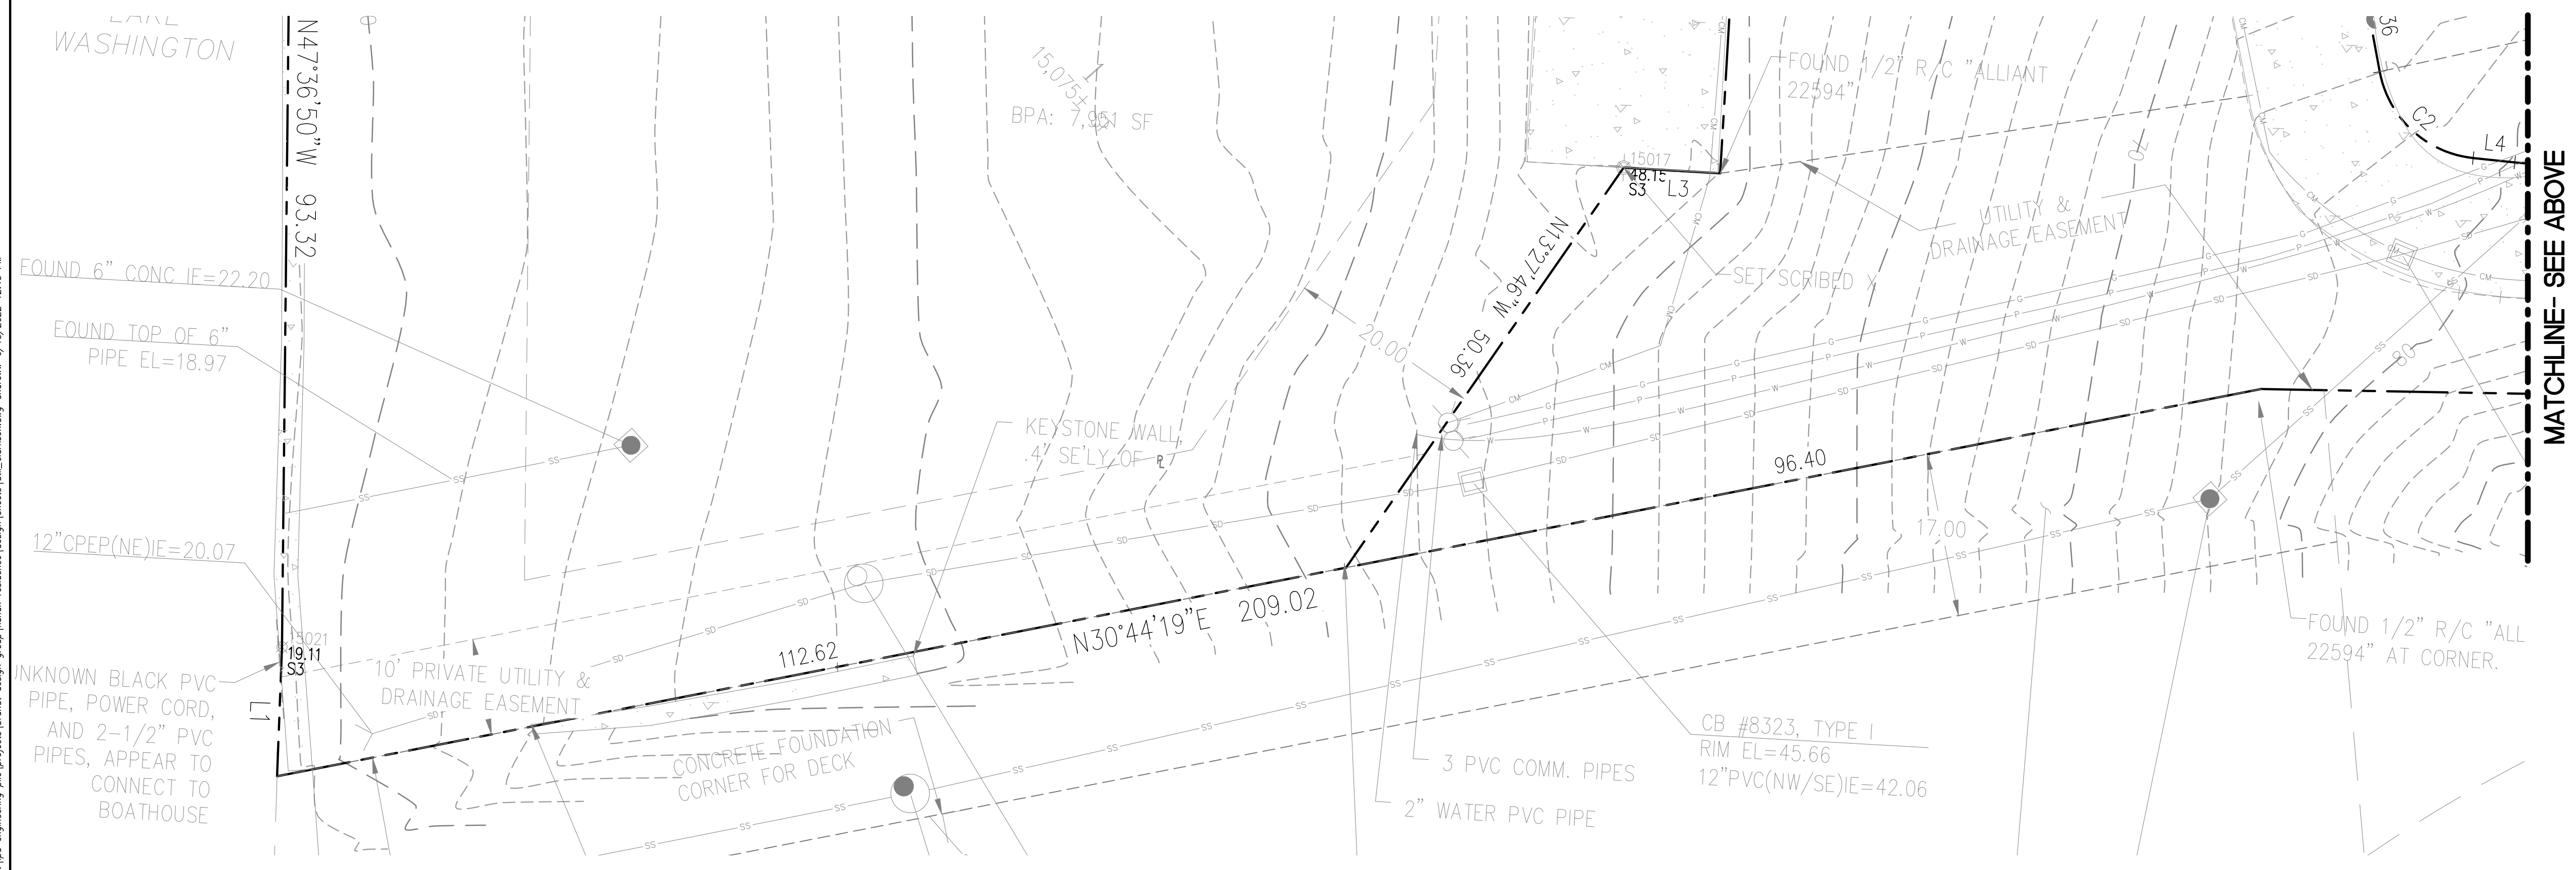 WASHINGTON
N47°36'50"W 93.32
FOUND 6" CONC IE=22.20
FOUND TOP OF 6"
PIPE EL=18.97
12"CPEP(NE)IE=20.07
15021
19.11
S3
UNKNOWN BLACK PVC
PIPE, POWER CORD,
AND 2-1/2" PVC
PIPES, APPEAR TO
CONNECT TO
BOATHOUSE
L1
10' PRIVATE UTILITY &
DRAINAGE EASEMENT
112.62
CONCRETE FOUNDATION
CORNER FOR DECK
15,075±
BPA: 7,951 SF
KEYSTONE WALL,
.4' SE'LY OF ℄
N30°44'19"E 209.02
20.00
N13°27'46"W 50.36
15017
48.15
S3
L3
FOUND 1/2" R/C "ALLIANT
22594"
SET SCRIBED X
UTILITY &
DRAINAGE EASEMENT
96.40
17.00
3 PVC COMM. PIPES
2" WATER PVC PIPE
CB #8323, TYPE I
RIM EL=45.66
12"PVC(NW/SE)IE=42.06
FOUND 1/2" R/C "ALL
22594" AT CORNER.
70
80
36
C2
L4
MATCHLINE- SEE ABOVE